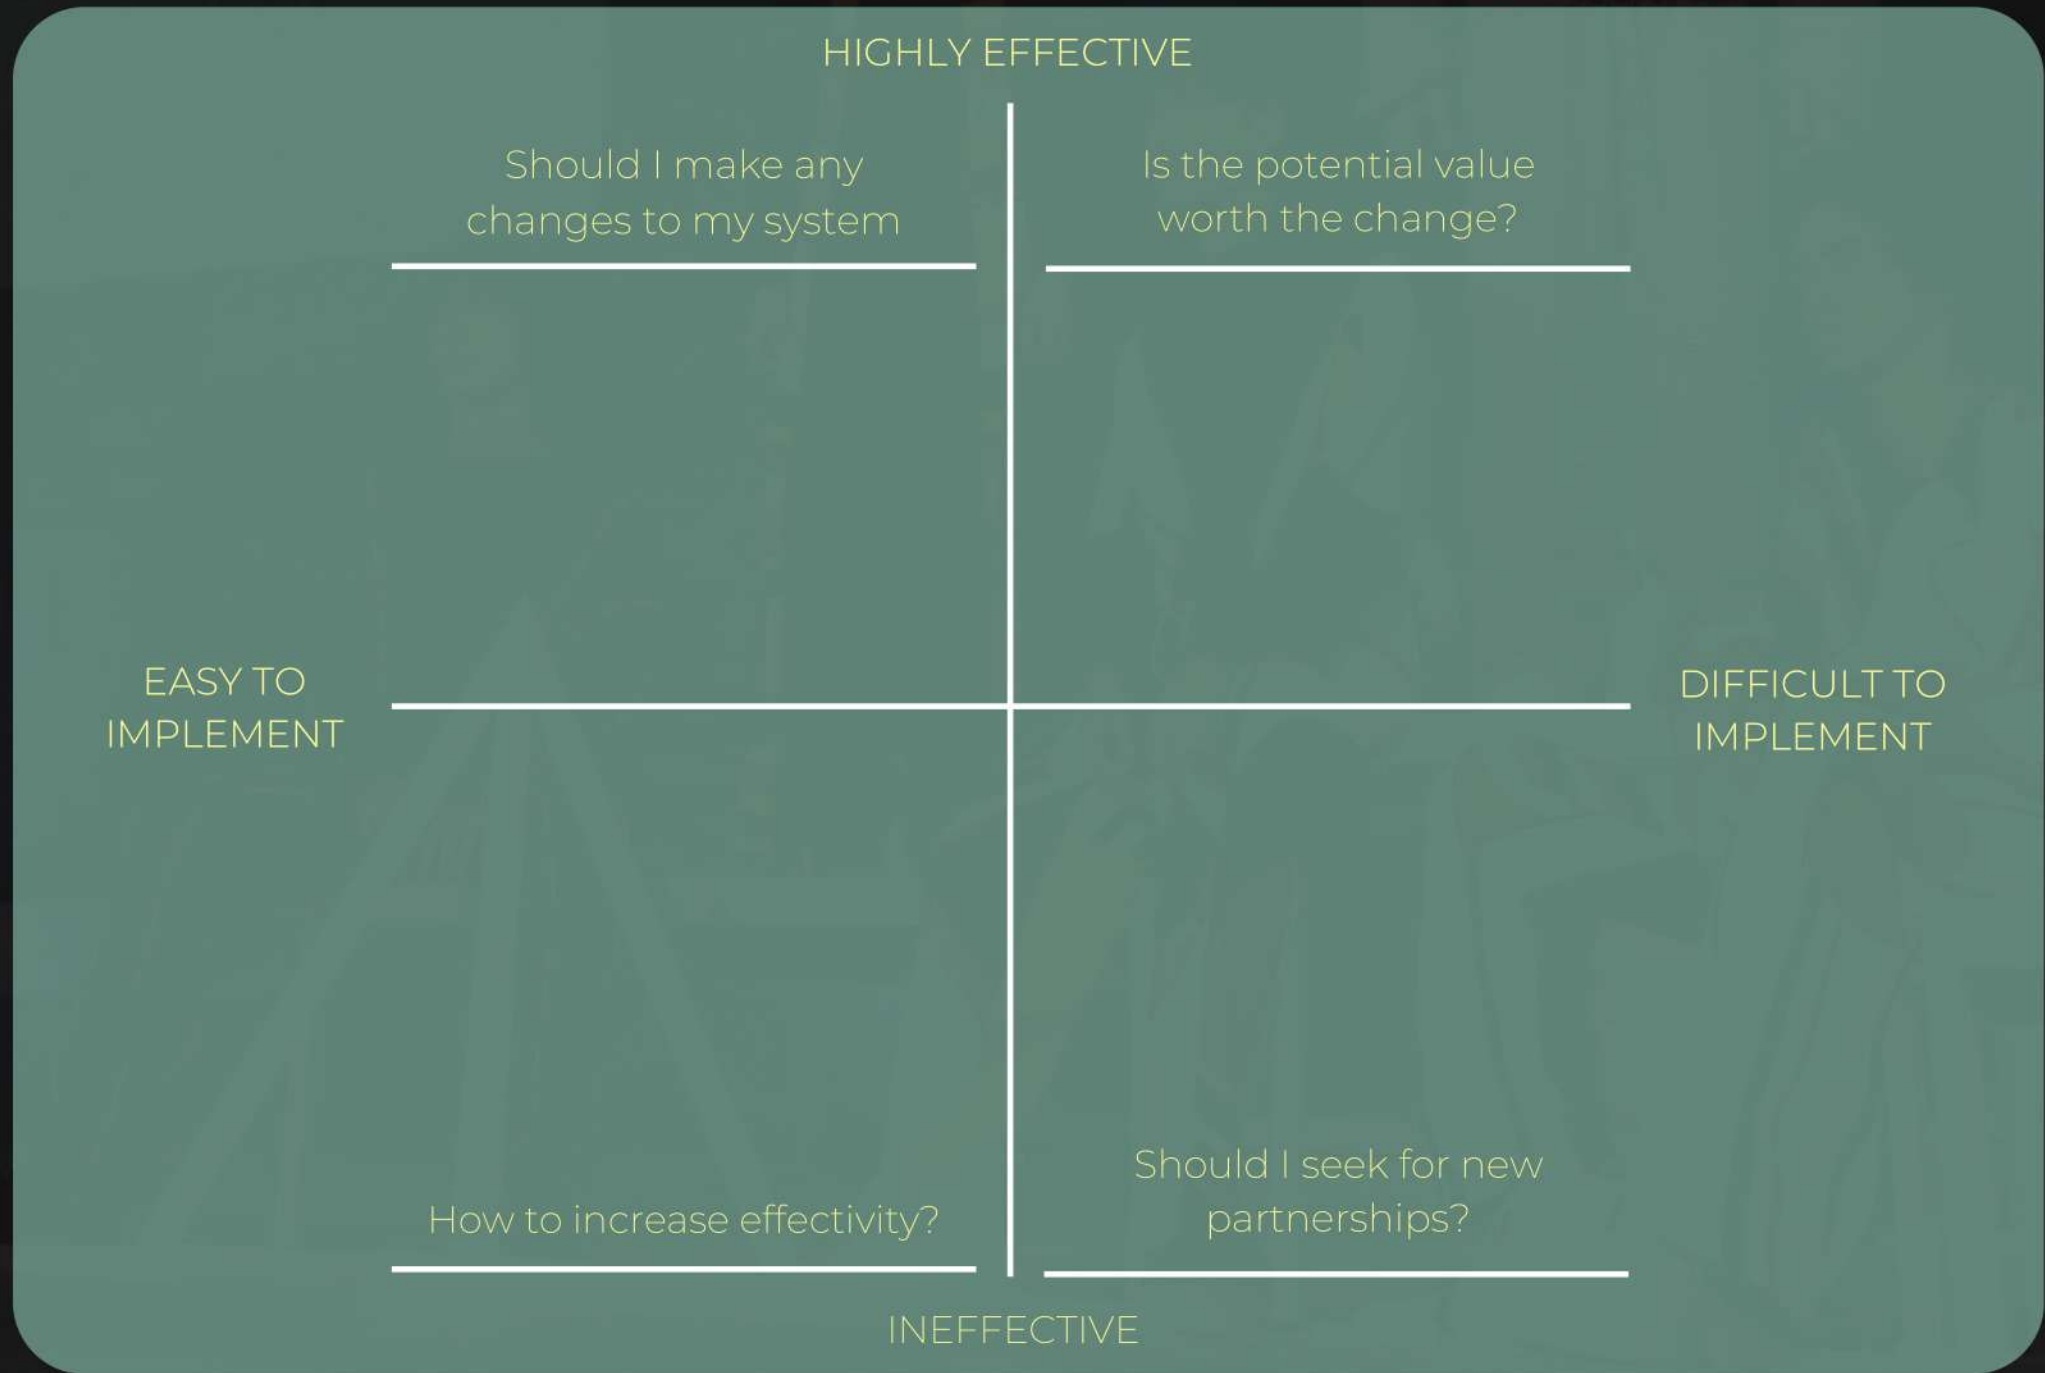 HIGHLY EFFECTIVE
Should I make any
changes to my system
Is the potential value
worth the change?
EASY TO
IMPLEMENT
DIFFICULT TO
IMPLEMENT
How to increase effectivity?
Should I seek for new
partnerships?
INEFFECTIVE